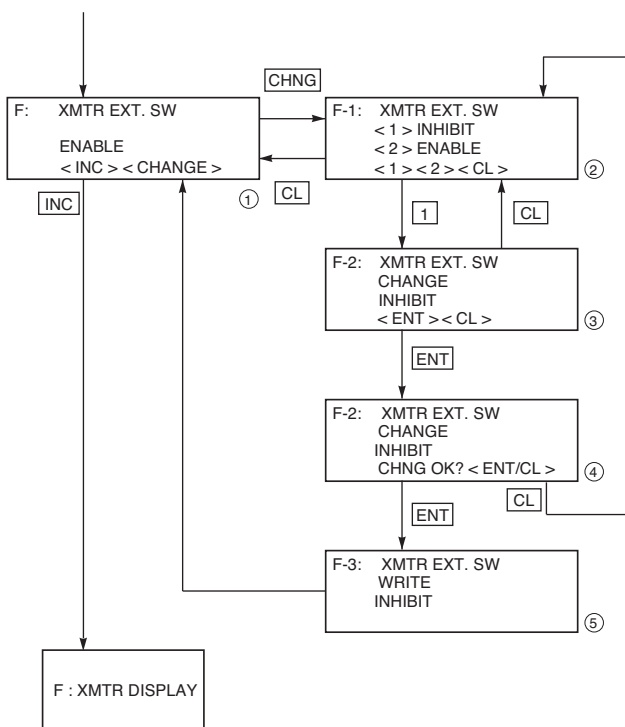 CHNG
F: XMTR EXT. SW
ENABLE
< INC > < CHANGE >
①
F-1: XMTR EXT. SW
< 1 > INHIBIT
< 2 > ENABLE
< 1 > < 2 > < CL >
②
CL
INC
1
CL
F-2: XMTR EXT. SW
CHANGE
INHIBIT
< ENT > < CL >
③
ENT
F-2: XMTR EXT. SW
CHANGE
INHIBIT
CHNG OK? < ENT/CL >
④
CL
ENT
F-3: XMTR EXT. SW
WRITE
INHIBIT
⑤
F : XMTR DISPLAY